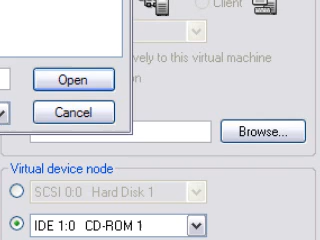 Client
vely to this virtual machine
Open
on
Cancel
Browse...
Virtual device node
SCSI 0:0 Hard Disk 1
IDE 1:0 CD-ROM 1